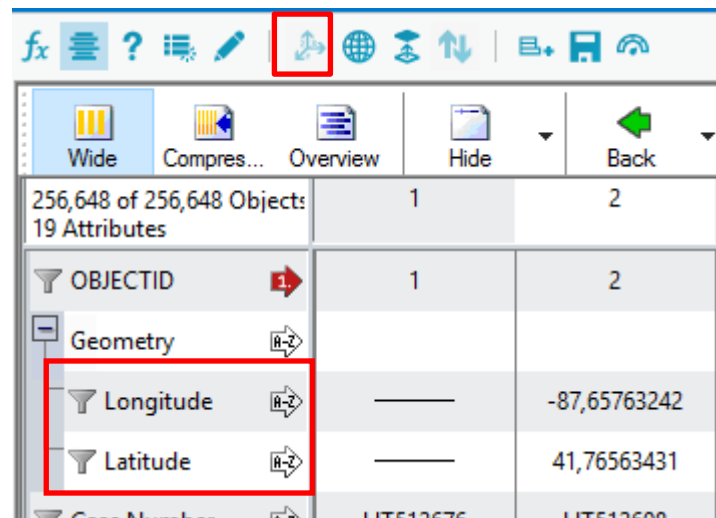 fx ?
Wide Compres... Overview Hide Back
256,648 of 256,648 Objects 1 2
19 Attributes
OBJECTID 1. 1 2
Geometry A-Z
Longitude A-Z -87,65763242
Latitude A-Z 41,76563431